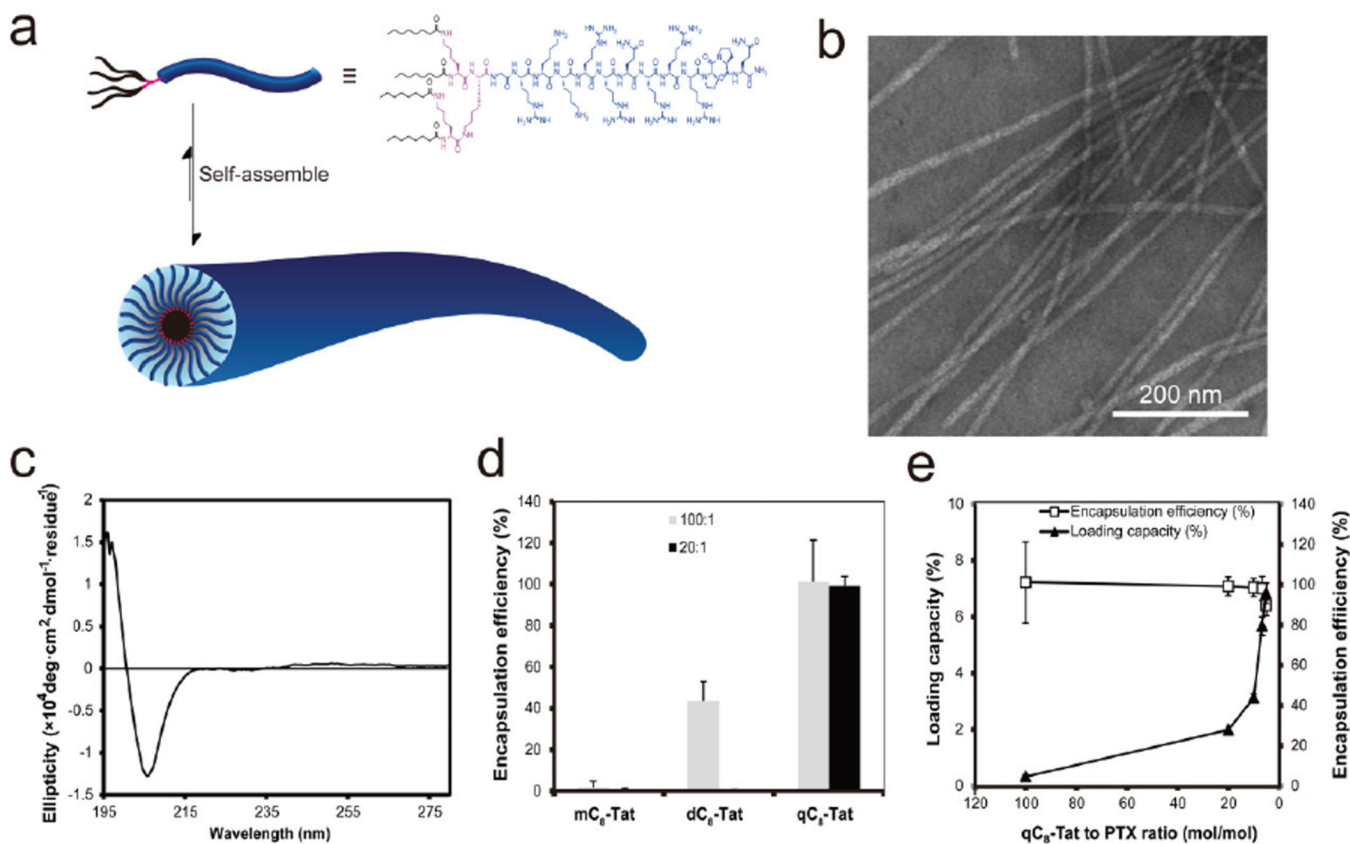 a
≡
Self-assemble
b
200 nm
c
Ellipticity (×10⁴deg·cm²·dmol⁻¹·residue⁻¹)
2
1.5
1
0.5
0
-0.5
-1
-1.5
195
215
235
255
275
Wavelength (nm)
d
Encapsulation efficiency (%)
140
120
100
80
60
40
20
0
100:1
20:1
mC₈-Tat
dC₈-Tat
qC₈-Tat
e
Loading capacity (%)
10
8
6
4
2
0
Encapsulation efficiency (%)
Loading capacity (%)
140
120
100
80
60
40
20
0
Encapsulation effiiciency (%)
120
100
80
60
40
20
0
qC₈-Tat to PTX ratio (mol/mol)